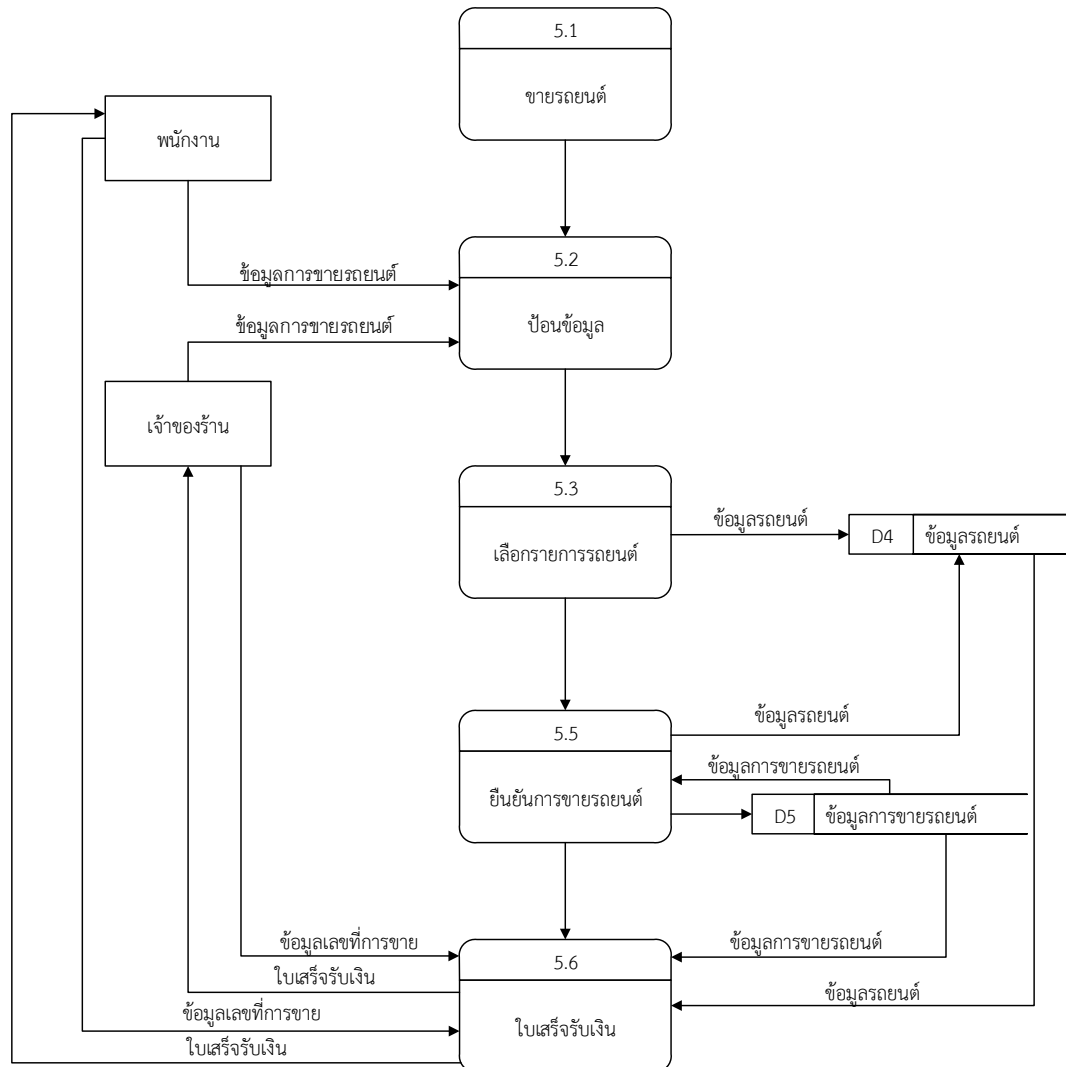 5.1
ขายรถยนต์
พนักงาน
5.2
ข้อมูลการขายรถยนต์
ป้อนข้อมูล
ข้อมูลการขายรถยนต์
เจ้าของร้าน
5.3
ข้อมูลรถยนต์
D4 ข้อมูลรถยนต์
เลือกรายการรถยนต์
5.5
ข้อมูลรถยนต์
ข้อมูลการขายรถยนต์
ยืนยันการขายรถยนต์
D5 ข้อมูลการขายรถยนต์
ข้อมูลเลขที่การขาย
ข้อมูลการขายรถยนต์
5.6
ใบเสร็จรับเงิน
ข้อมูลรถยนต์
ข้อมูลเลขที่การขาย
ใบเสร็จรับเงิน
ใบเสร็จรับเงิน